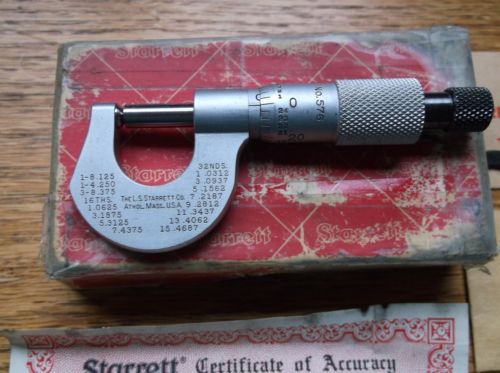 Starrett
No. 576
0
20
32NDS.
1-8.125 1.0312
1-4.250 3.0937
3-8.375 5.1562
16THS. THE L.S. STARRETT CO. 7.2187
1.0625 ATHOL, MASS. U.S.A. 9.2812
3.1875 11.3437
5.3125 13.4062
7.4375 15.4687
Starrett
Starrett
Starrett® Certificate of Accuracy